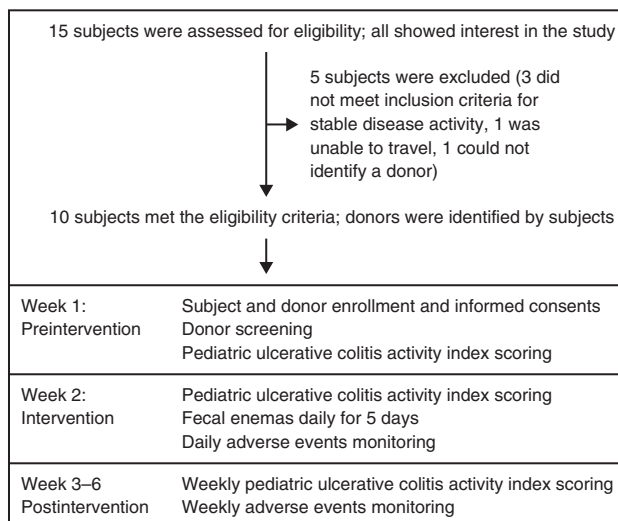 15 subjects were assessed for eligibility; all showed interest in the study
5 subjects were excluded (3 did
not meet inclusion criteria for
stable disease activity, 1 was
unable to travel, 1 could not
identify a donor)
10 subjects met the eligibility criteria; donors were identified by subjects
Week 1:
Preintervention
Subject and donor enrollment and informed consents
Donor screening
Pediatric ulcerative colitis activity index scoring
Week 2:
Intervention
Pediatric ulcerative colitis activity index scoring
Fecal enemas daily for 5 days
Daily adverse events monitoring
Week 3–6
Postintervention
Weekly pediatric ulcerative colitis activity index scoring
Weekly adverse events monitoring